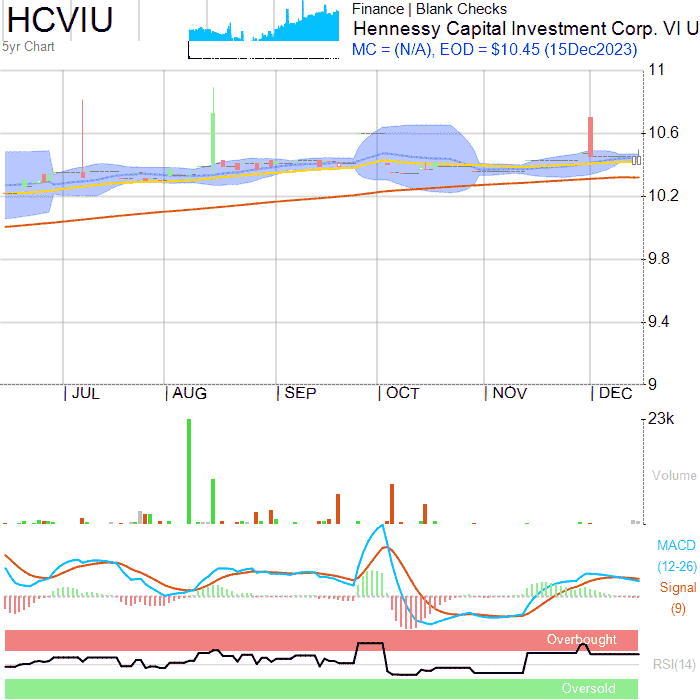 HCVIU
5yr Chart
Finance | Blank Checks
Hennessy Capital Investment Corp. VI U
MC = (N/A), EOD = $10.45 (15Dec2023)
11
10.6
10.2
9.8
9.4
9
JUL AUG SEP OCT NOV DEC
23k
Volume
MACD
(12-26)
Signal
(9)
Overbought
RSI(14)
Oversold